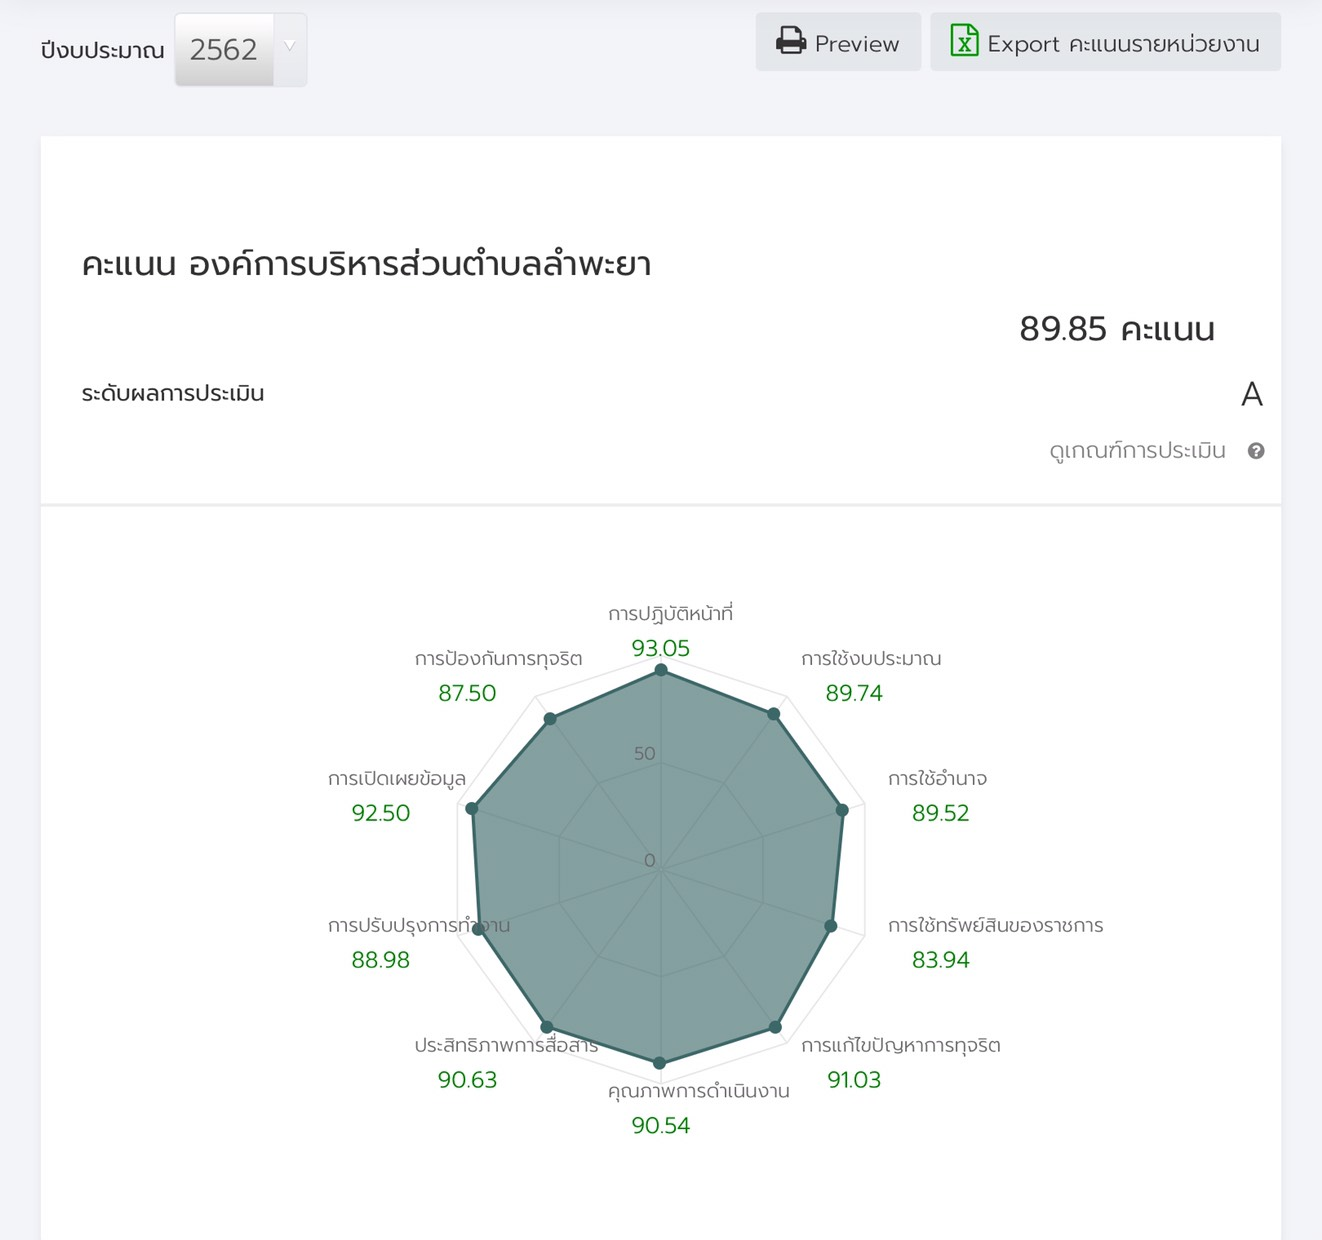 ปีงบประมาณ 2562
Preview
Export คะแนนรายหน่วยงาน
คะแนน องค์การบริหารส่วนตำบลลำพะยา
89.85 คะแนน
ระดับผลการประเมิน A
ดูเกณฑ์การประเมิน
การปฏิบัติหน้าที่
93.05
การป้องกันการทุจริต
87.50
การใช้งบประมาณ
89.74
50
การเปิดเผยข้อมูล
92.50
การใช้อำนาจ
89.52
0
การปรับปรุงการทำงาน
88.98
การใช้ทรัพย์สินของราชการ
83.94
ประสิทธิภาพการสื่อสาร
90.63
การแก้ไขปัญหาการทุจริต
91.03
คุณภาพการดำเนินงาน
90.54